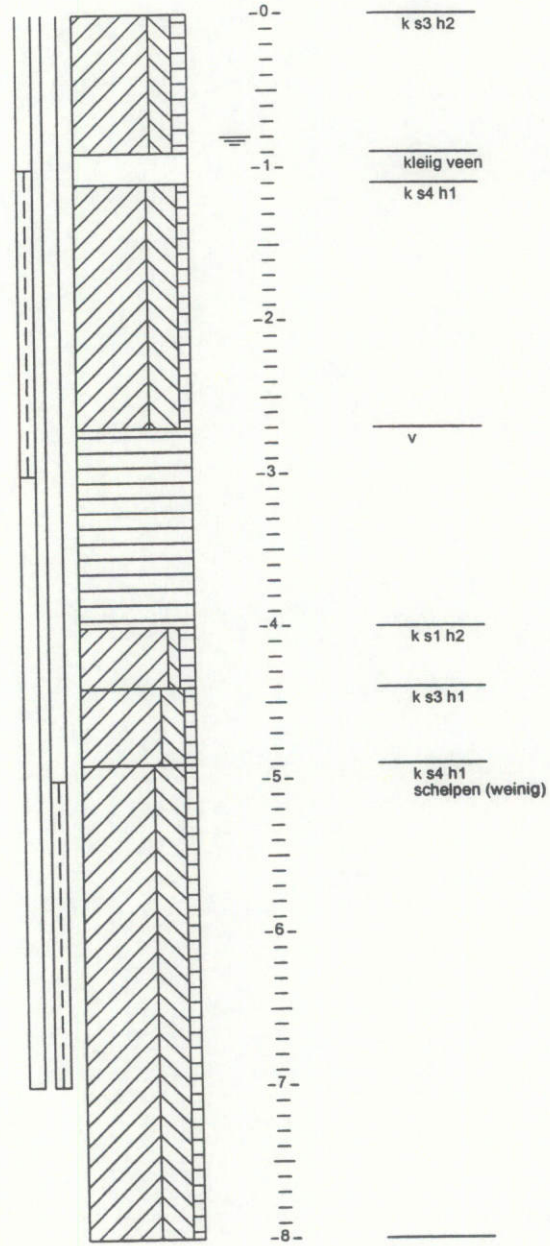 -0-
k s3 h2
-1-
kleiig veen
k s4 h1
-2-
v
-3-
-4-
k s1 h2
k s3 h1
k s4 h1
schelpen (weinig)
-5-
-6-
-7-
-8-